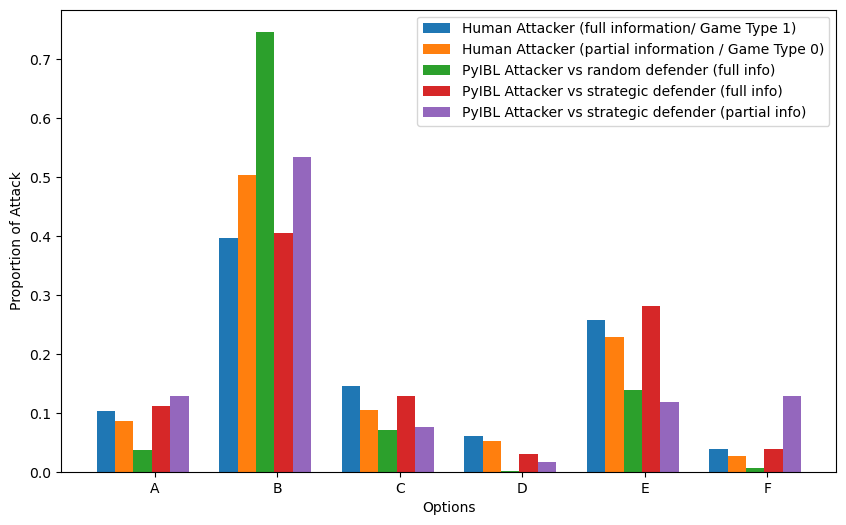 Human Attacker (full information/ Game Type 1)
Human Attacker (partial information / Game Type 0)
PyIBL Attacker vs random defender (full info)
PyIBL Attacker vs strategic defender (full info)
PyIBL Attacker vs strategic defender (partial info)
Proportion of Attack
0.7
0.6
0.5
0.4
0.3
0.2
0.1
0.0
A B C D E F
Options